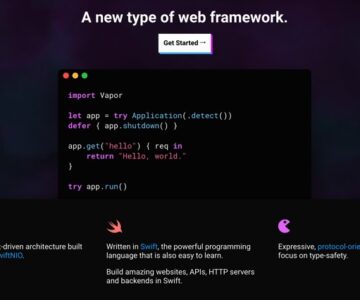 A new type of web framework.
Get Started →
import Vapor
let app = try Application(.detect())
defer { app.shutdown() }
app.get("hello") { req in
    return "Hello, world."
}
try app.run()
-driven architecture built
wiftNIO.
Written in Swift, the powerful programming
language that is also easy to learn.
Build amazing websites, APIs, HTTP servers
and backends in Swift.
Expressive, protocol-orie
focus on type-safety.